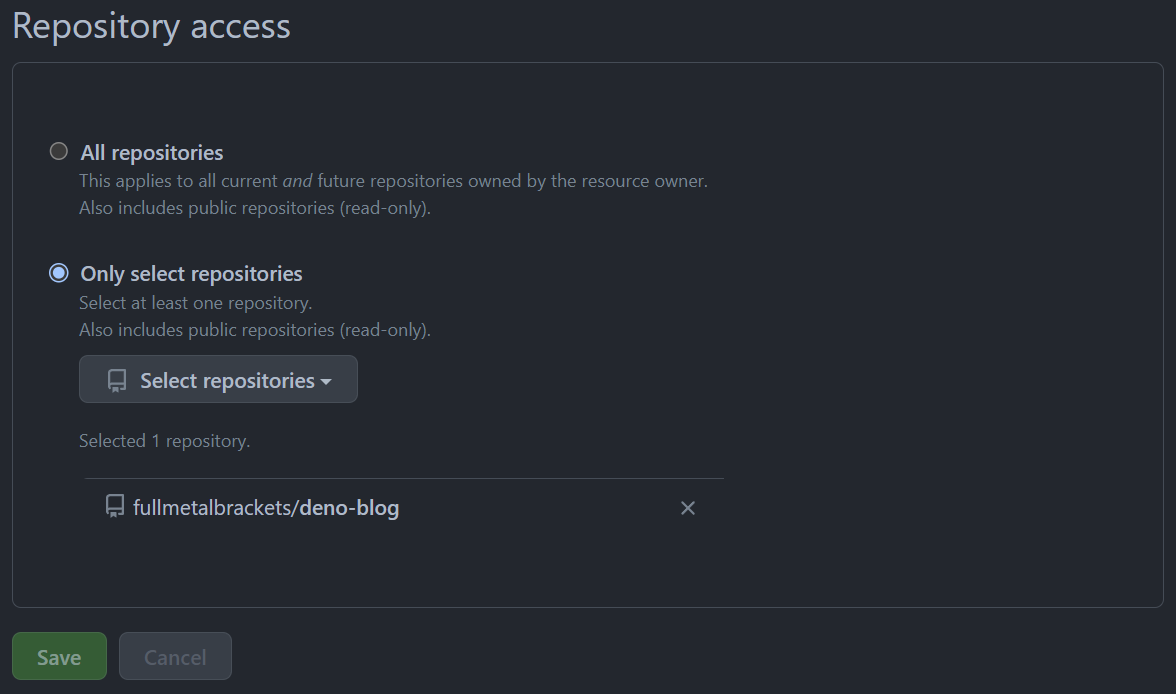 Repository access
All repositories
This applies to all current and future repositories owned by the resource owner.
Also includes public repositories (read-only).
Only select repositories
Select at least one repository.
Also includes public repositories (read-only).
Select repositories
Selected 1 repository.
fullmetalbrackets/deno-blog
Save Cancel